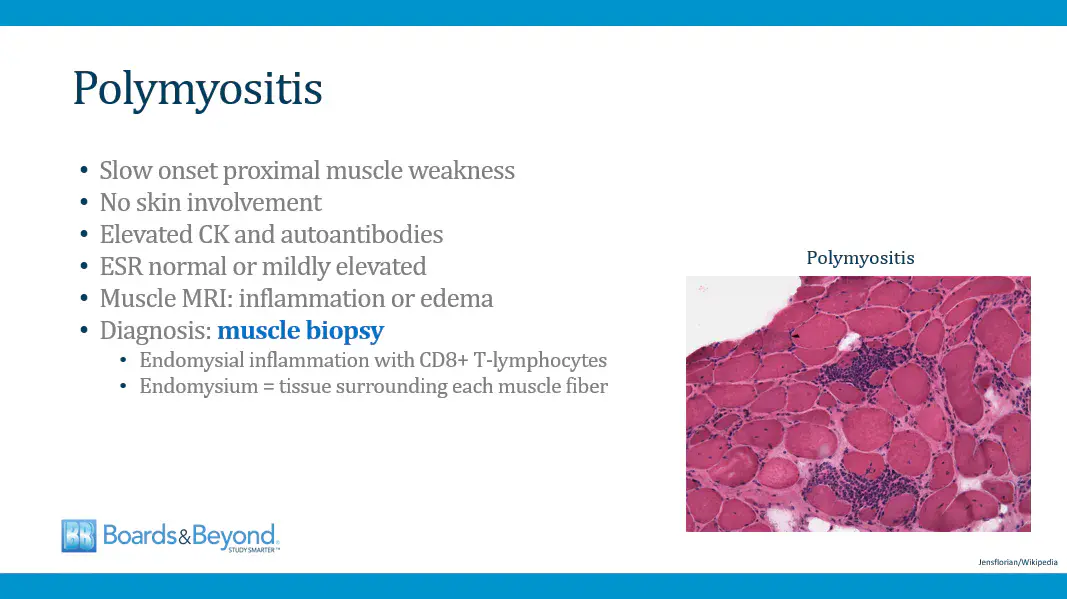 Polymyositis
• Slow onset proximal muscle weakness
• No skin involvement
• Elevated CK and autoantibodies
• ESR normal or mildly elevated
• Muscle MRI: inflammation or edema
• Diagnosis: muscle biopsy
• Endomysial inflammation with CD8+ T-lymphocytes
• Endomysium = tissue surrounding each muscle fiber
Polymyositis
BB Boards&Beyond®
STUDY SMARTER™
Jensflorian/Wikipedia